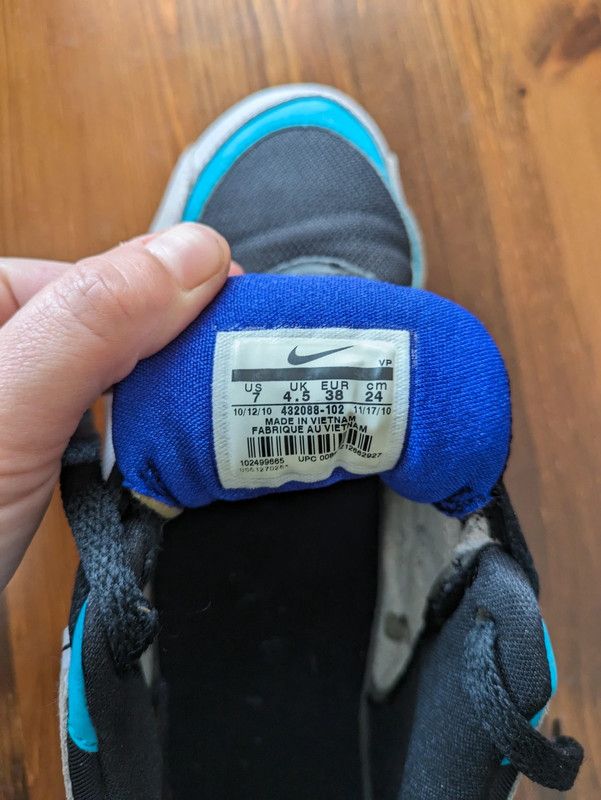 VP
US UK EUR cm
7 4.5 38 24
10/12/10 432088-102 11/17/10
MADE IN VIETNAM
FABRIQUE AU VIETNAM
102499665 UPC